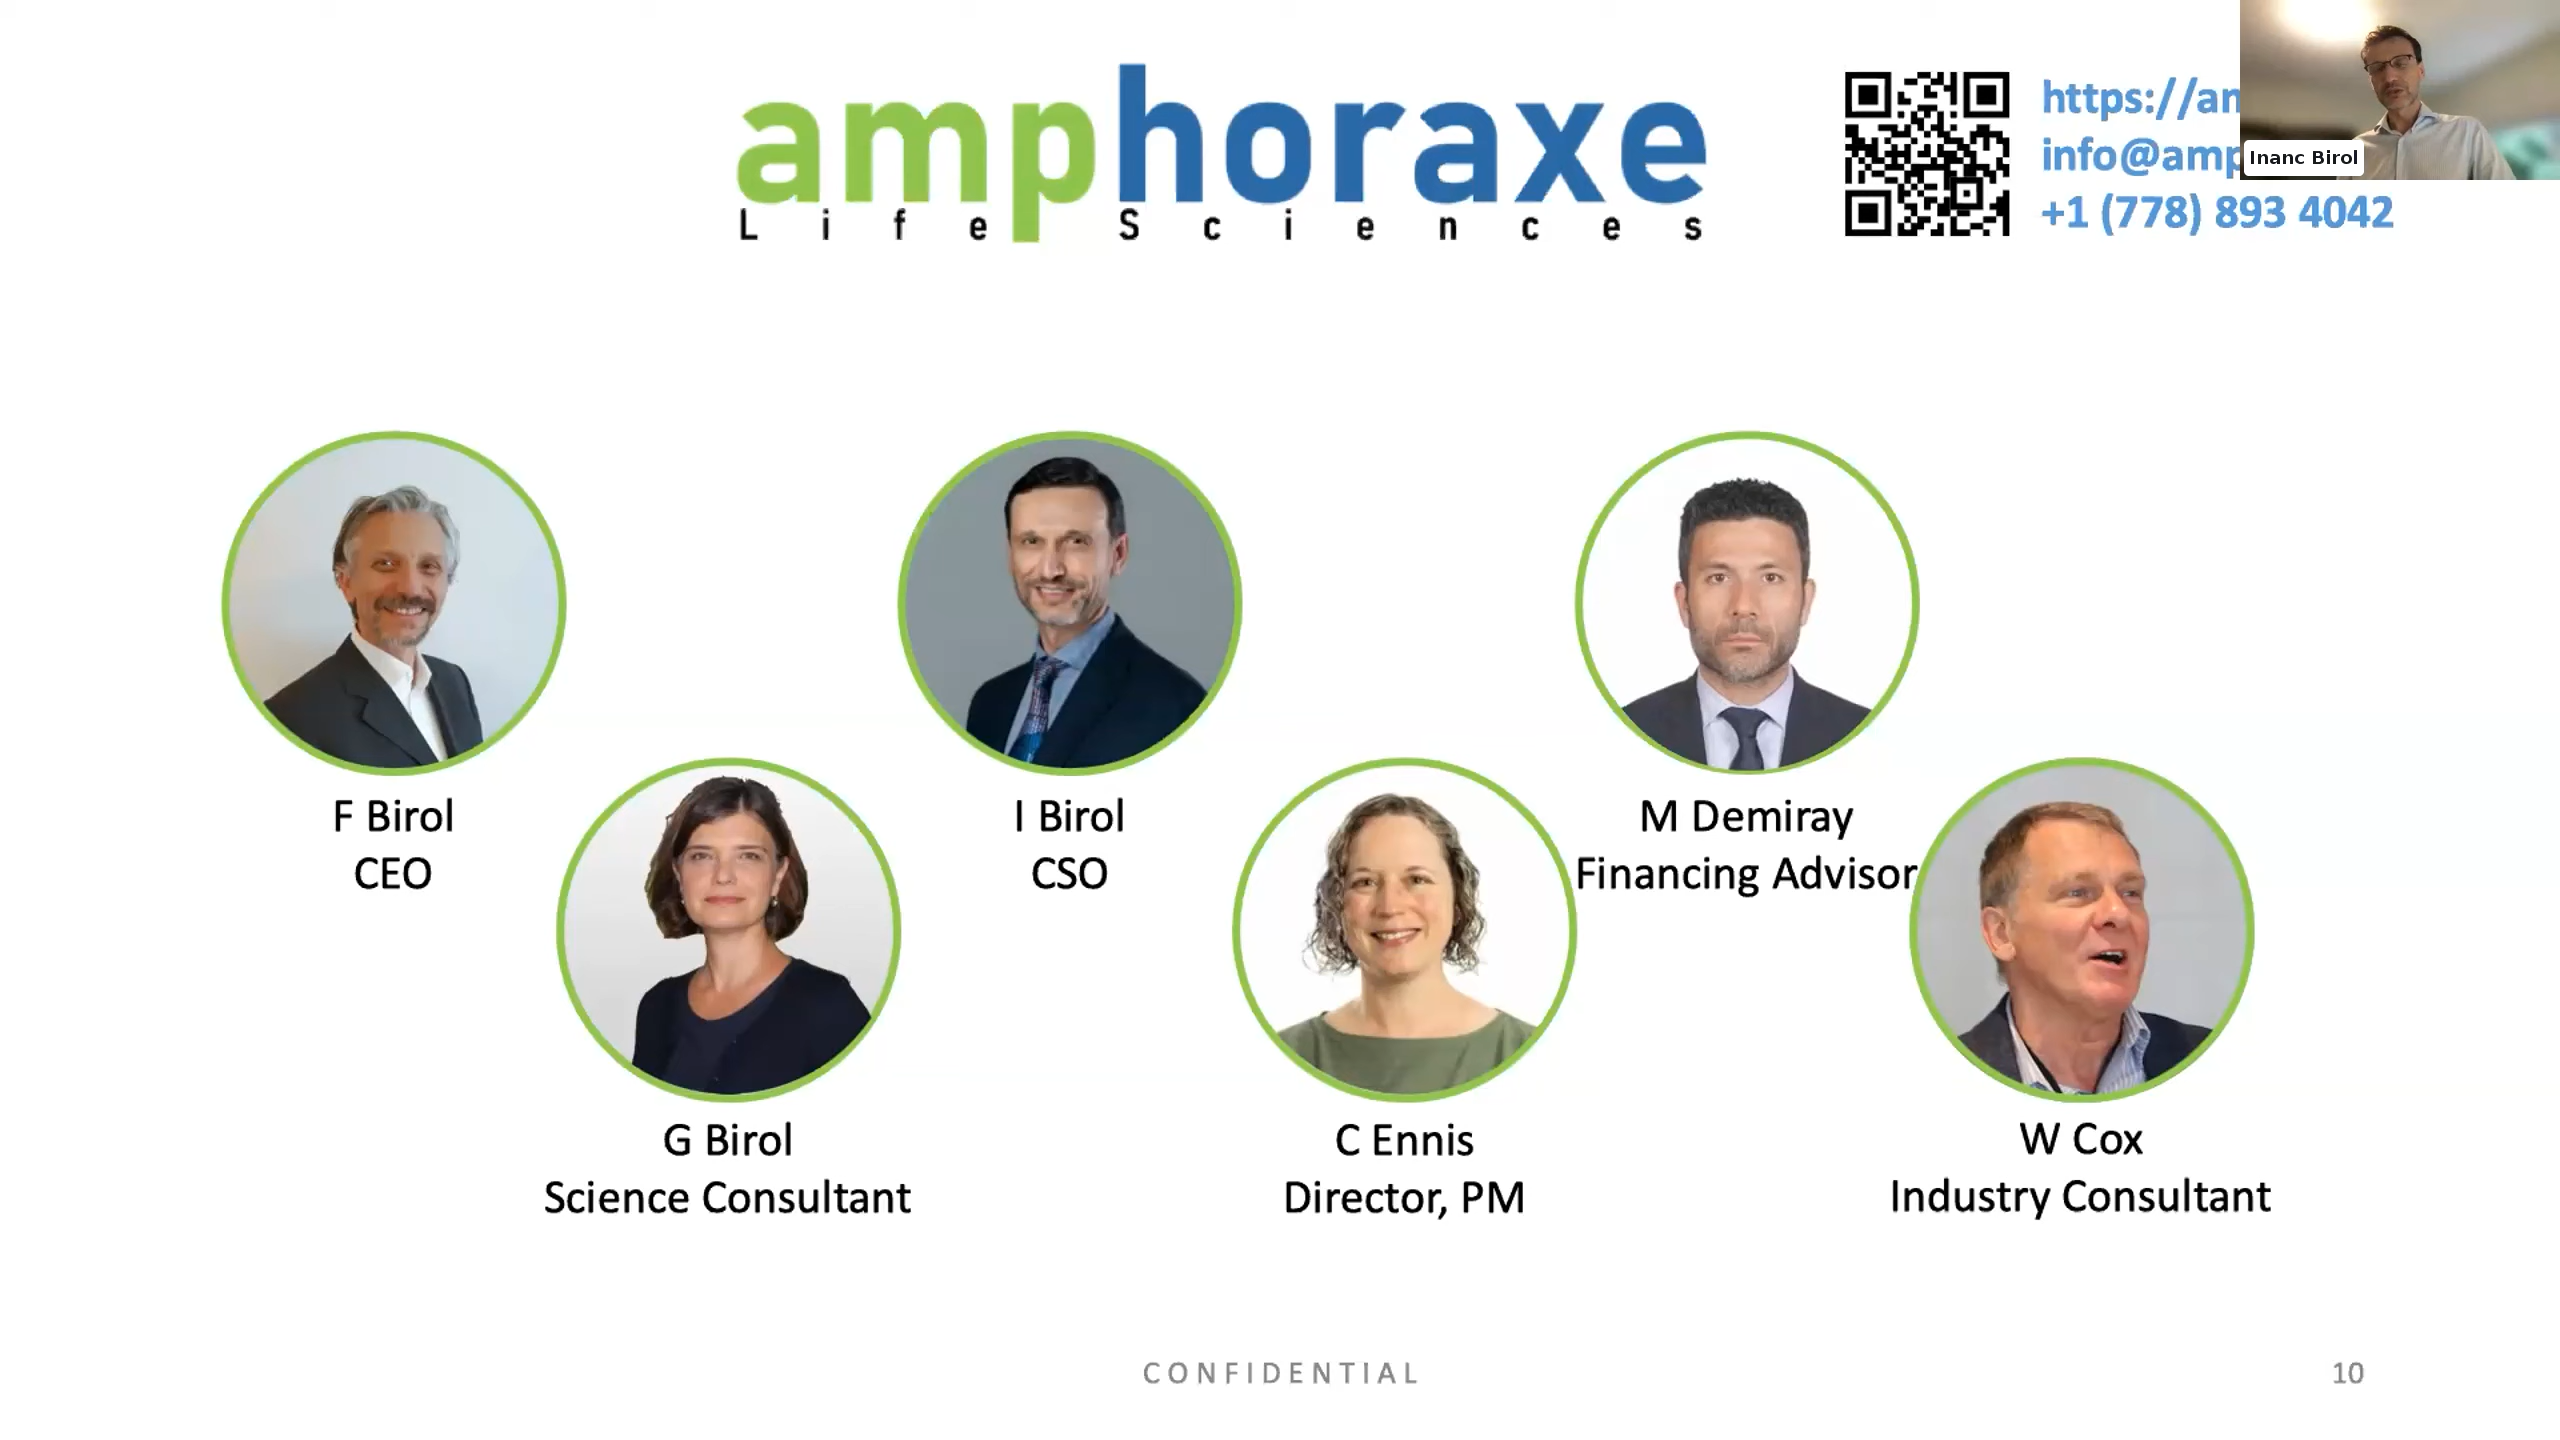 amphoraxe
Life Sciences
https://am
info@amp
+1 (778) 893 4042
Inanc Birol
F Birol
CEO
I Birol
CSO
M Demiray
Financing Advisor
G Birol
Science Consultant
C Ennis
Director, PM
W Cox
Industry Consultant
CONFIDENTIAL
10